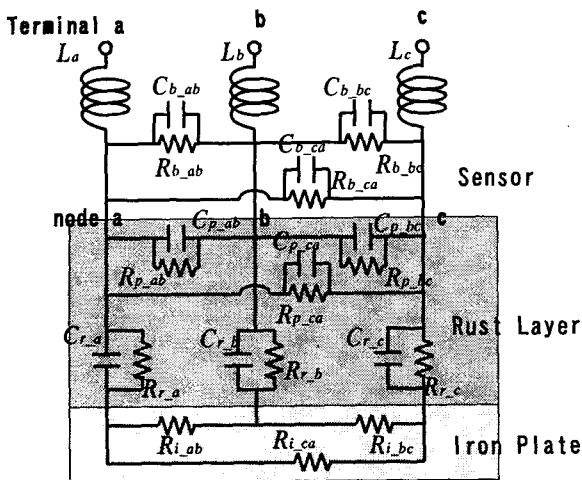 Terminal a b c
La Lb Lc
Cb_ab Cb_bc
Cb_ca
Rb_ab Rb_bc
Rb_ca
Sensor
node a b c
Cp_ab Cp_bc
Cp_ca
Rp_ab Rp_bc
Rp_ca
Rust Layer
Cr_a Cr_b Cr_c
Rr_a Rr_b Rr_c
Ri_ab Ri_ca Ri_bc
Iron Plate